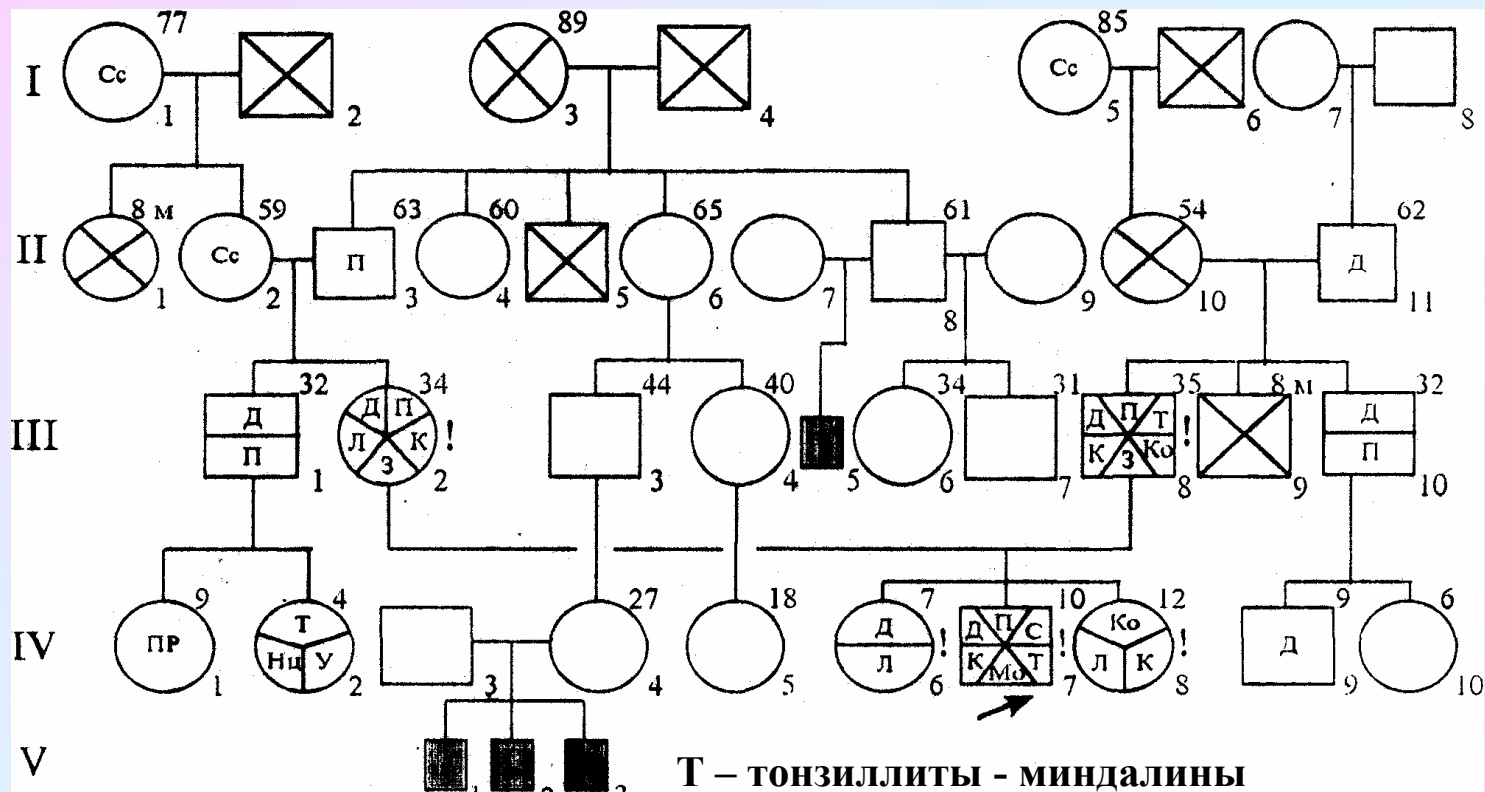 77 89 85
I Сс Сс
1 2 3 4 5 6 7 8
8 м 59 63 60 65 61 54 62
II Сс П Д
1 2 3 4 5 6 7 8 9 10 11
32 34 44 40 34 31 35 8 м 32
III Д П Д П Т Д
П Л К ! К З Ко ! П
З
1 2 3 4 5 6 7 8 9 10
9 4 27 18 7 10 12 9 6
IV ПР Т Д Д П С Ко Д
Нц У Л ! К Мо Т ! Л К !
1 2 3 4 5 6 7 8 9 10
V
Т – тонзиллиты - миндалины